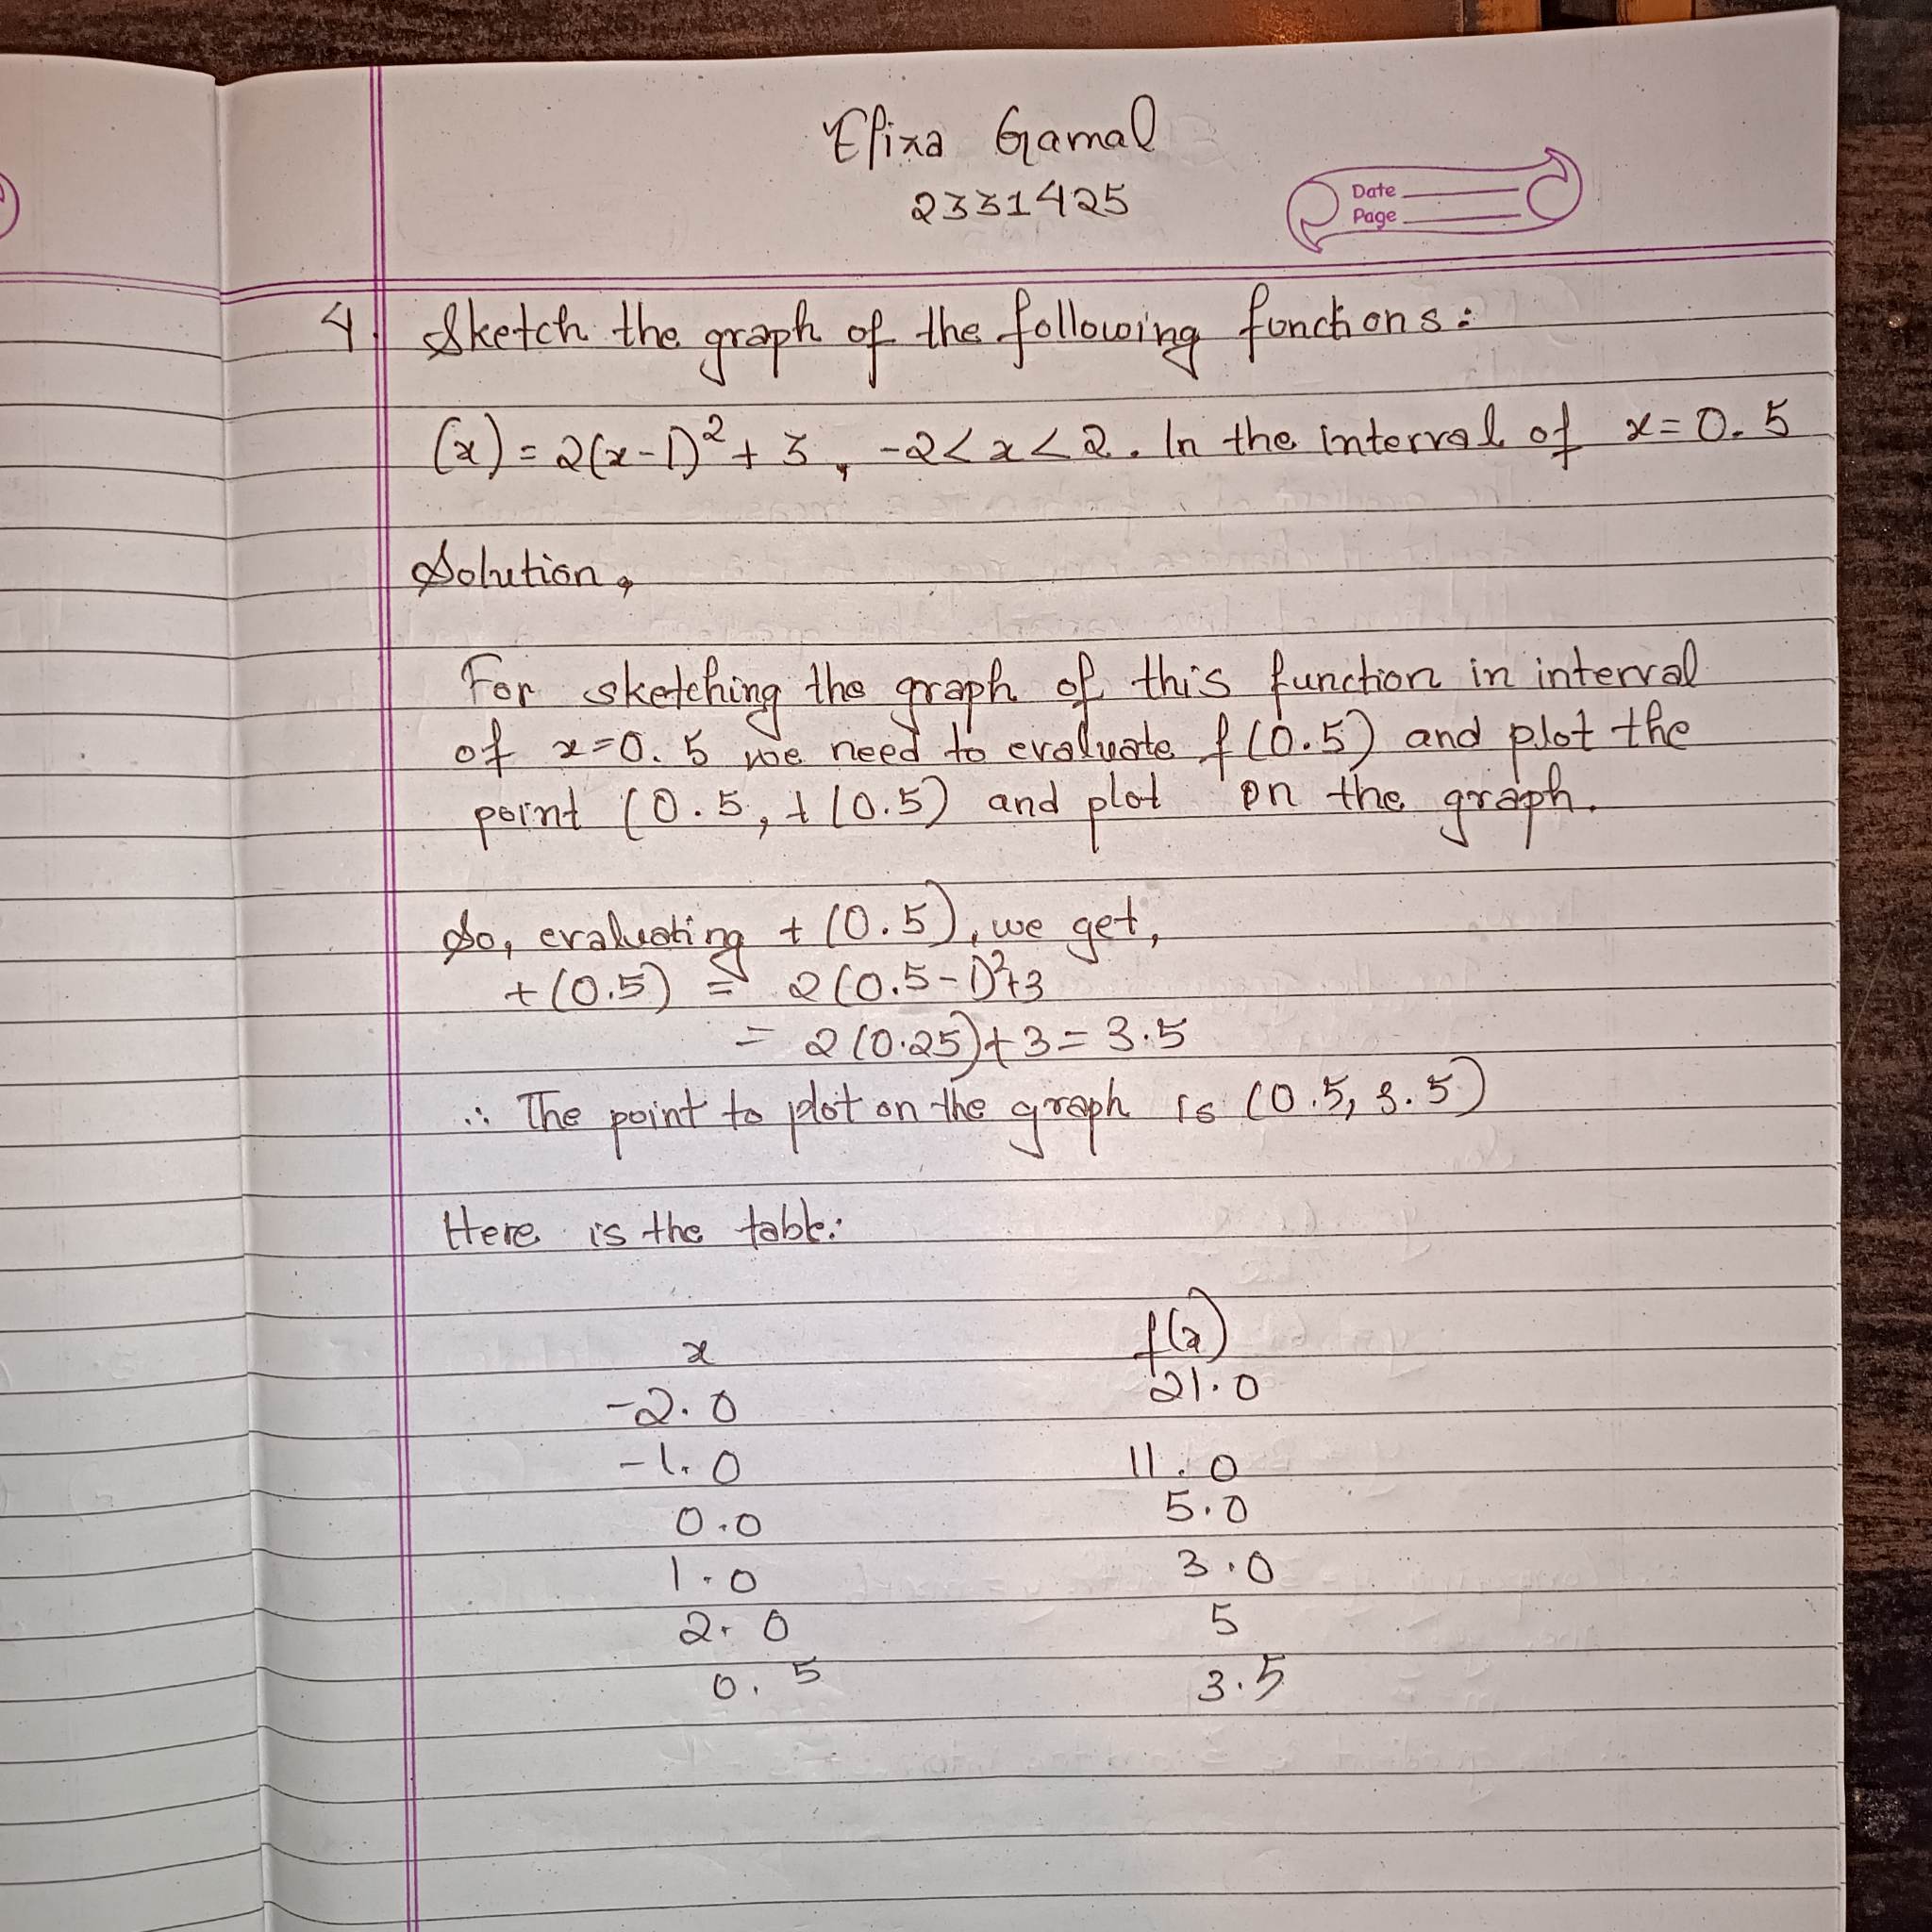 Elixa Gamal
2331425
Date
Page
4. Sketch the graph of the following functions:
(x) = 2(x-1)² + 3, -2 < x < 2. In the interval of x=0.5
Solution,
For sketching the graph of this function in interval
of x=0.5 we need to evaluate f(0.5) and plot the
point (0.5, +(0.5) and plot on the graph.
So, evaluating +(0.5), we get,
+(0.5) = 2(0.5-1)²+3
= 2(0.25)+3 = 3.5
∴ The point to plot on the graph is (0.5, 3.5)
Here is the table:
x f(x)
-2.0 21.0
-1.0 11.0
0.0 5.0
1.0 3.0
2.0 5
0.5 3.5